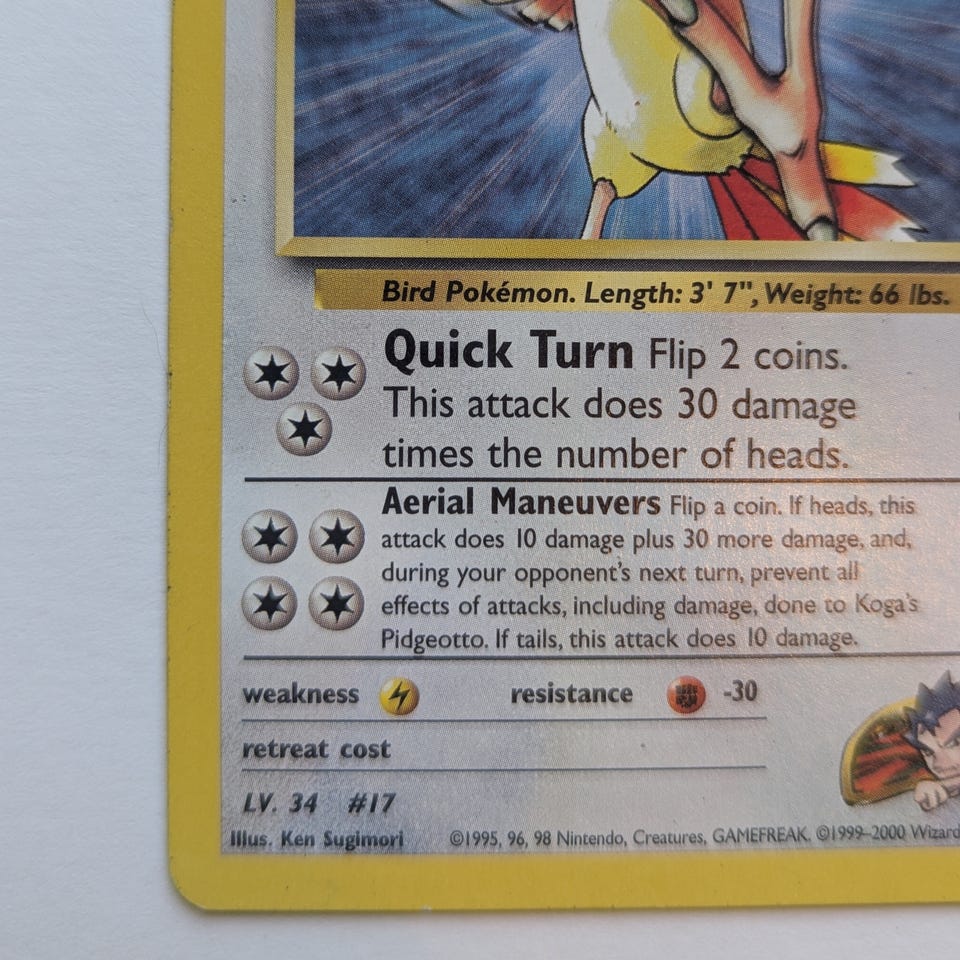 Bird Pokémon. Length: 3' 7", Weight: 66 lbs.
Quick Turn Flip 2 coins.
This attack does 30 damage
times the number of heads.
Aerial Maneuvers Flip a coin. If heads, this
attack does 10 damage plus 30 more damage, and,
during your opponent's next turn, prevent all
effects of attacks, including damage, done to Koga's
Pidgeotto. If tails, this attack does 10 damage.
weakness resistance -30
retreat cost
LV. 34 #17
Illus. Ken Sugimori ©1995, 96, 98 Nintendo, Creatures, GAMEFREAK. ©1999–2000 Wizard